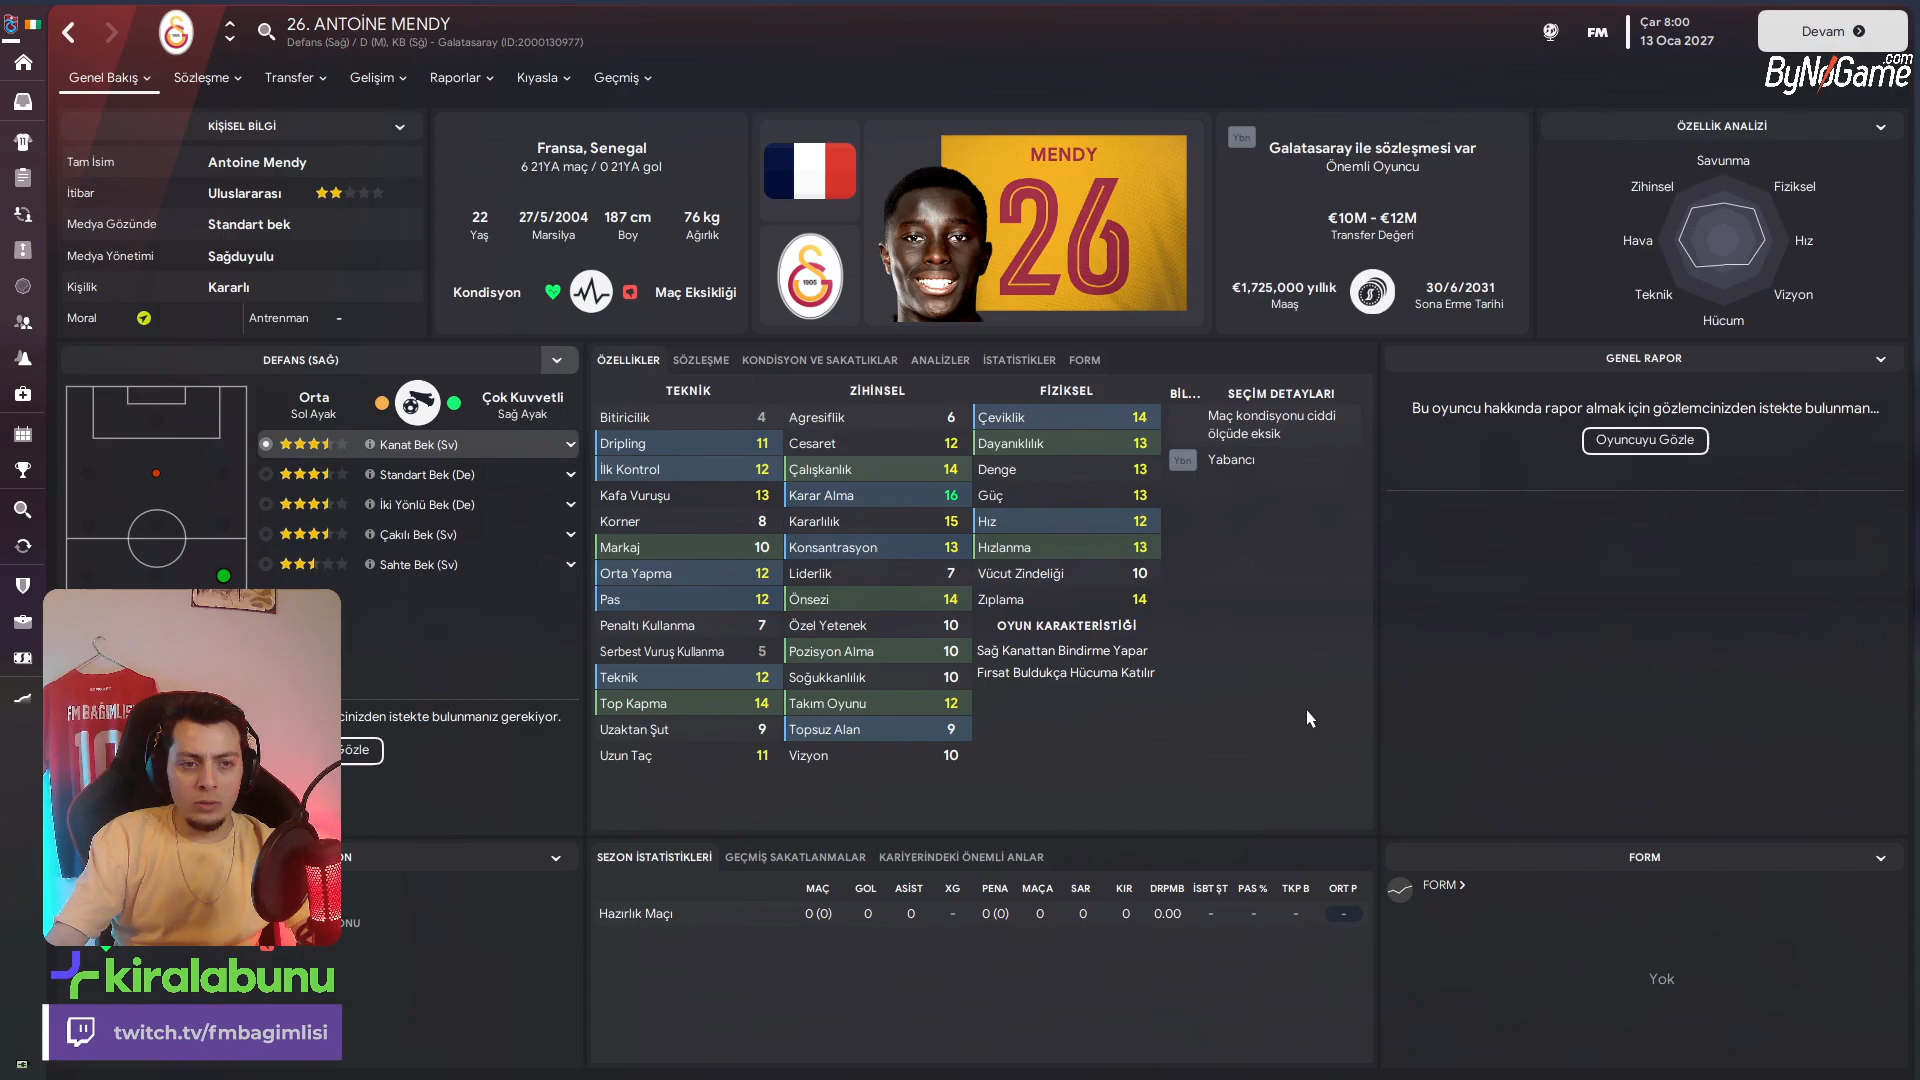 26. ANTOİNE MENDY
Defans (Sağ) / D (M), KB (Sğ) - Galatasaray (ID:2000130977)
FM
Çar 8:00
13 Oca 2027
Devam
ByNoGame.com
Genel Bakış
Sözleşme
Transfer
Gelişim
Raporlar
Kıyasla
Geçmiş
KİŞİSEL BİLGİ
Tam İsim Antoine Mendy
İtibar Uluslararası
Medya Gözünde Standart bek
Medya Yönetimi Sağduyulu
Kişilik Kararlı
Moral
Antrenman -
Fransa, Senegal
6 21YA maç / 0 21YA gol
22 27/5/2004 187 cm 76 kg
Yaş Marsilya Boy Ağırlık
Kondisyon
Maç Eksikliği
1905
MENDY
26
Ybn
Galatasaray ile sözleşmesi var
Önemli Oyuncu
€10M - €12M
Transfer Değeri
€1,725,000 yıllık
Maaş
30/6/2031
Sona Erme Tarihi
ÖZELLİK ANALİZİ
Savunma
Zihinsel
Fiziksel
Hava
Hız
Teknik
Vizyon
Hücum
DEFANS (SAĞ)
Orta
Sol Ayak
Çok Kuvvetli
Sağ Ayak
Kanat Bek (Sv)
Standart Bek (De)
İki Yönlü Bek (De)
Çakılı Bek (Sv)
Sahte Bek (Sv)
cinizden istekte bulunmanız gerekiyor.
Gözle
ÖZELLİKLER
SÖZLEŞME
KONDİSYON VE SAKATLIKLAR
ANALİZLER
İSTATİSTİKLER
FORM
TEKNİK
Bitiricilik 4
Dripling 11
İlk Kontrol 12
Kafa Vuruşu 13
Korner 8
Markaj 10
Orta Yapma 12
Pas 12
Penaltı Kullanma 7
Serbest Vuruş Kullanma 5
Teknik 12
Top Kapma 14
Uzaktan Şut 9
Uzun Taç 11
ZİHİNSEL
Agresiflik 6
Cesaret 12
Çalışkanlık 14
Karar Alma 16
Kararlılık 15
Konsantrasyon 13
Liderlik 7
Önsezi 14
Özel Yetenek 10
Pozisyon Alma 10
Soğukkanlılık 10
Takım Oyunu 12
Topsuz Alan 9
Vizyon 10
FİZİKSEL
Çeviklik 14
Dayanıklılık 13
Denge 13
Güç 13
Hız 12
Hızlanma 13
Vücut Zindeliği 10
Zıplama 14
OYUN KARAKTERİSTİĞİ
Sağ Kanattan Bindirme Yapar
Fırsat Buldukça Hücuma Katılır
BİL... SEÇİM DETAYLARI
Maç kondisyonu ciddi
ölçüde eksik
Ybn Yabancı
GENEL RAPOR
Bu oyuncu hakkında rapor almak için gözlemcinizden istekte bulunman...
Oyuncuyu Gözle
FM BAĞIMLISI
10
ON
ONU
SEZON İSTATİSTİKLERİ
GEÇMİŞ SAKATLANMALAR
KARİYERİNDEKİ ÖNEMLİ ANLAR
MAÇ GOL ASİST XG PENA MAÇA SAR KIR DRPMB İSBT ŞT PAS % TKP B ORT P
Hazırlık Maçı 0 (0) 0 0 - 0 (0) 0 0 0 0.00 - - - -
FORM
FORM
Yok
kiralabunu
twitch.tv/fmbagimlisi